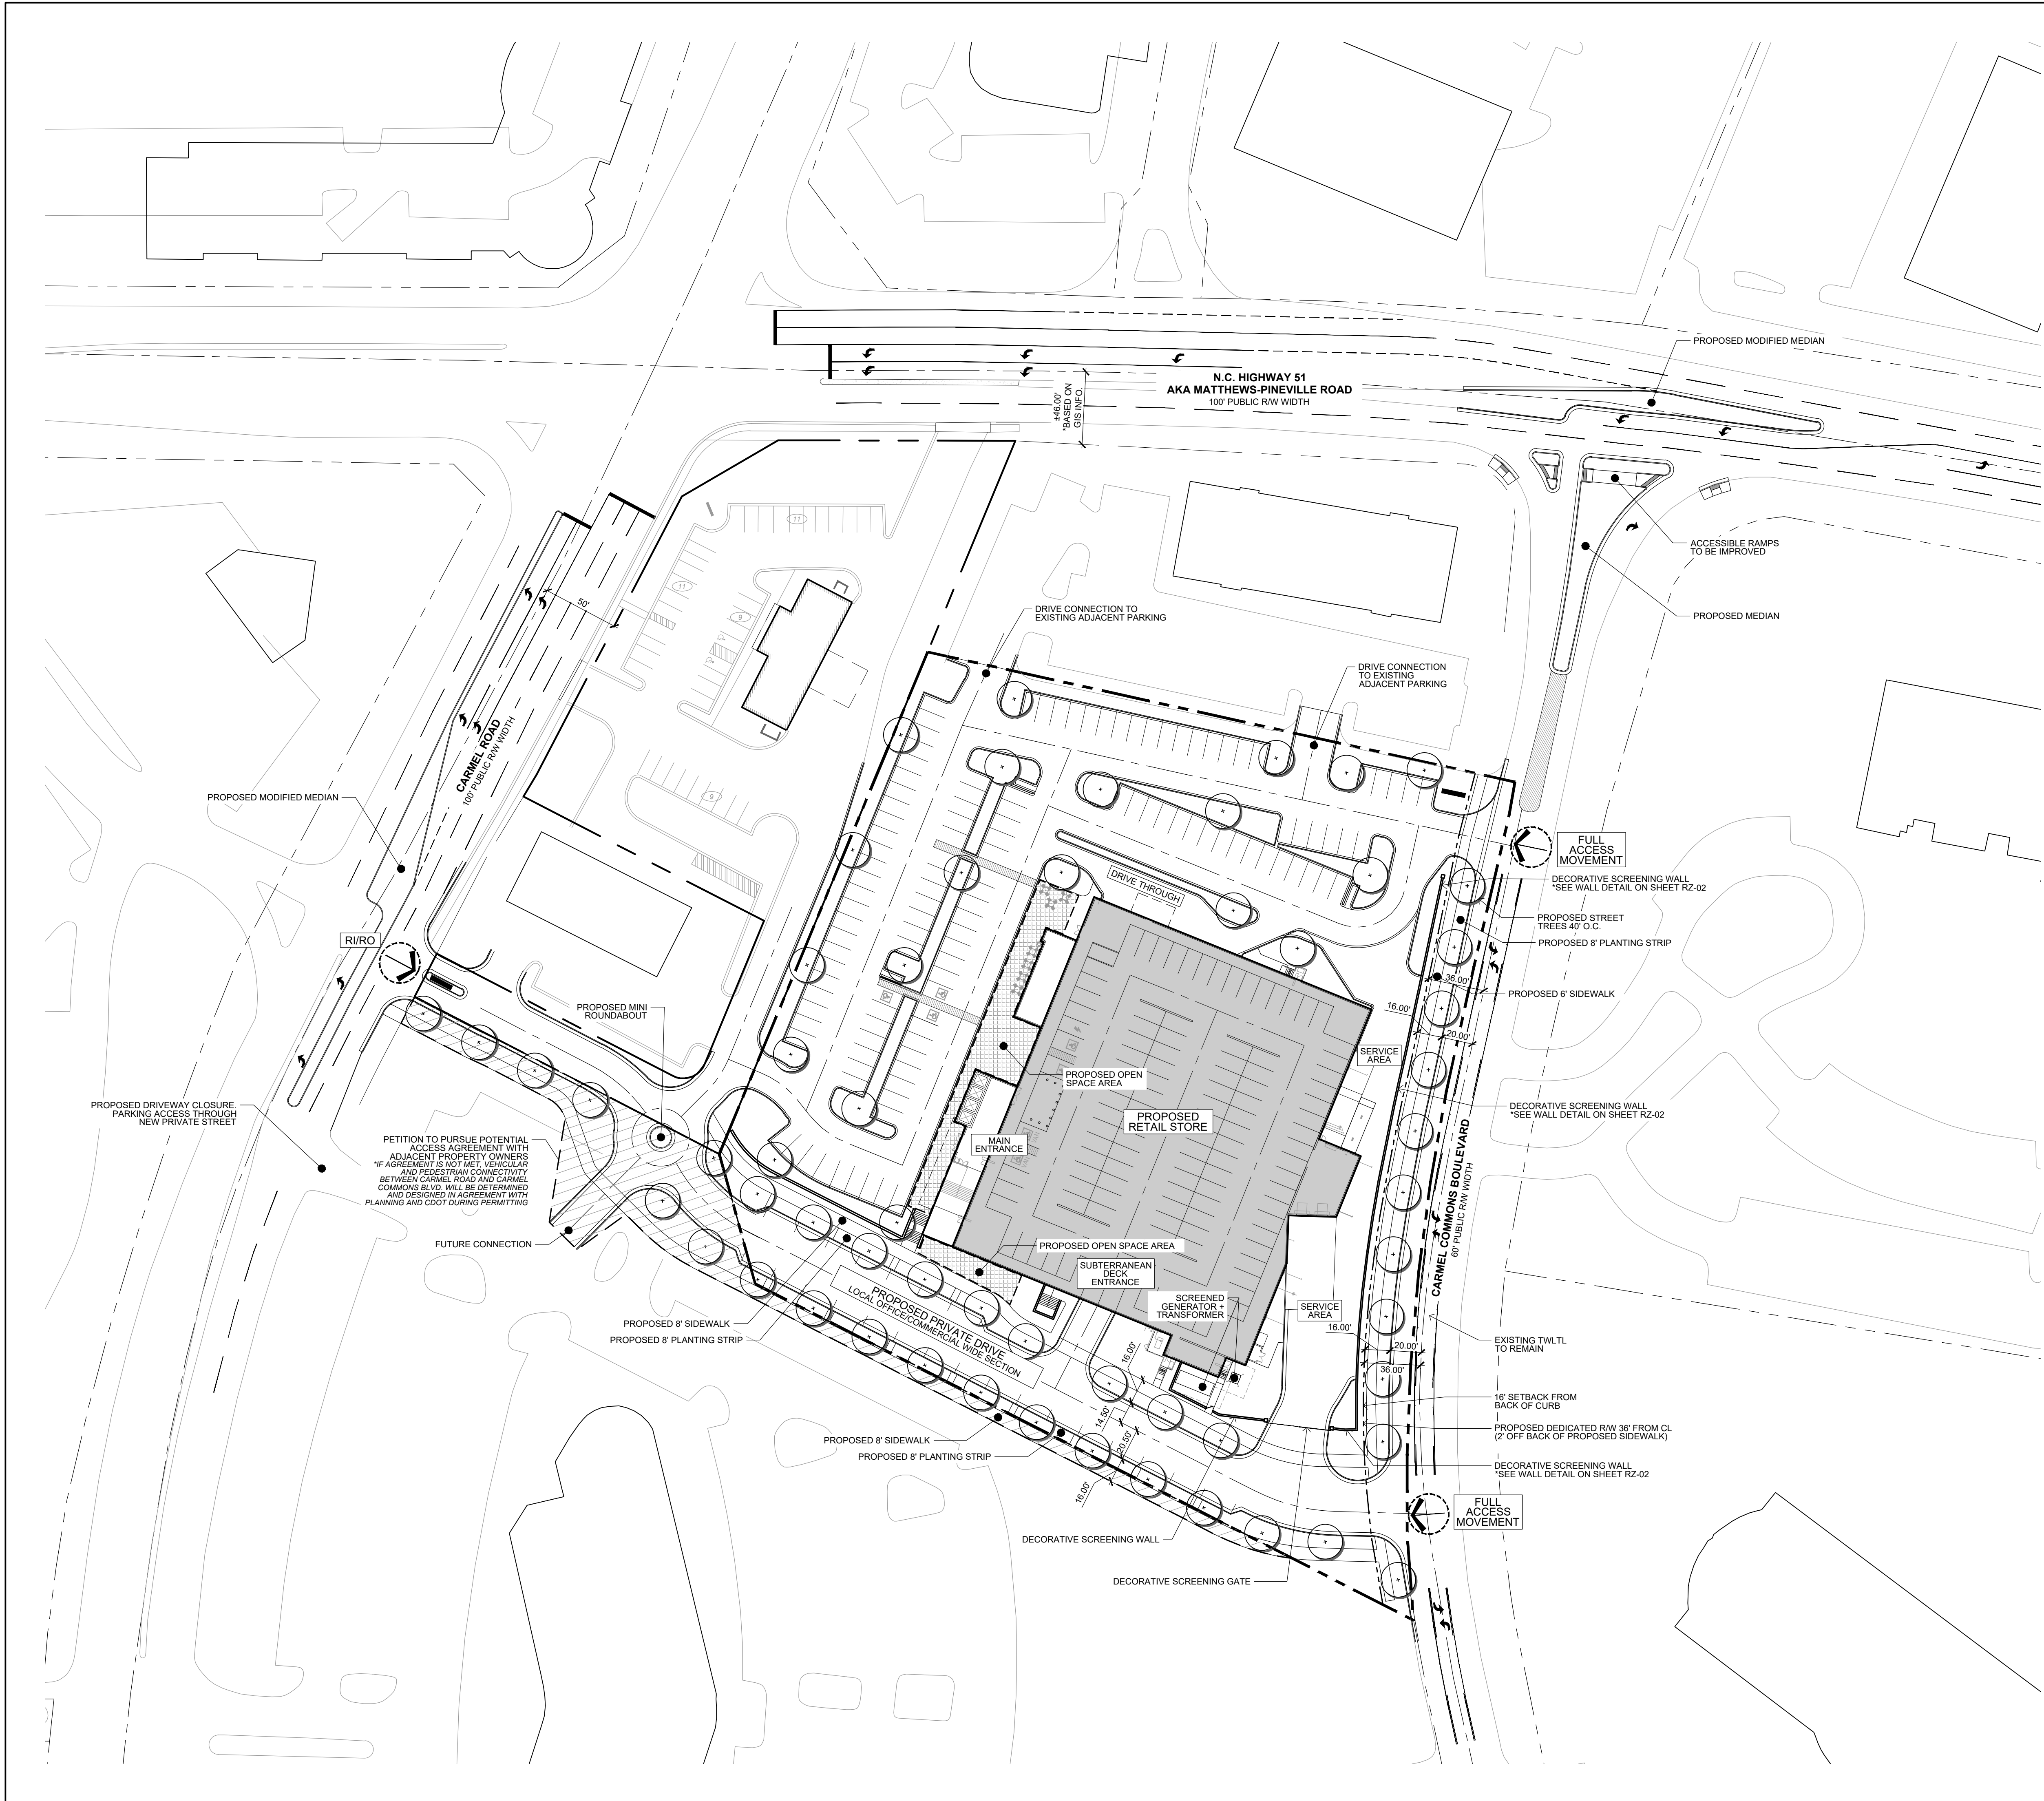 PROPOSED MODIFIED MEDIAN
N.C. HIGHWAY 51
AKA MATTHEWS-PINEVILLE ROAD
100' PUBLIC R/W WIDTH
±46.00'
*BASED ON
GIS INFO.
11
11
9
9
50'
ACCESSIBLE RAMPS
TO BE IMPROVED
PROPOSED MEDIAN
DRIVE CONNECTION TO
EXISTING ADJACENT PARKING
DRIVE CONNECTION
TO EXISTING
ADJACENT PARKING
CARMEL ROAD
100' PUBLIC R/W WIDTH
PROPOSED MODIFIED MEDIAN
FULL
ACCESS
MOVEMENT
DECORATIVE SCREENING WALL
*SEE WALL DETAIL ON SHEET RZ-02
DRIVE THROUGH
PROPOSED STREET
TREES 40' O.C.
PROPOSED 8' PLANTING STRIP
RI/RO
36.00'
PROPOSED 6' SIDEWALK
16.00'
20.00'
PROPOSED MINI
ROUNDABOUT
SERVICE
AREA
PROPOSED OPEN
SPACE AREA
PROPOSED DRIVEWAY CLOSURE.
PARKING ACCESS THROUGH
NEW PRIVATE STREET
DECORATIVE SCREENING WALL
*SEE WALL DETAIL ON SHEET RZ-02
PROPOSED
RETAIL STORE
MAIN
ENTRANCE
PETITION TO PURSUE POTENTIAL
ACCESS AGREEMENT WITH
ADJACENT PROPERTY OWNERS
*IF AGREEMENT IS NOT MET, VEHICULAR
AND PEDESTRIAN CONNECTIVITY
BETWEEN CARMEL ROAD AND CARMEL
COMMONS BLVD. WILL BE DETERMINED
AND DESIGNED IN AGREEMENT WITH
PLANNING AND CDOT DURING PERMITTING
CARMEL COMMONS BOULEVARD
60' PUBLIC R/W WIDTH
FUTURE CONNECTION
PROPOSED OPEN SPACE AREA
SUBTERRANEAN
DECK
ENTRANCE
SCREENED
GENERATOR +
TRANSFORMER
SERVICE
AREA
PROPOSED PRIVATE DRIVE
LOCAL OFFICE/COMMERCIAL WIDE SECTION
PROPOSED 8' SIDEWALK
PROPOSED 8' PLANTING STRIP
16.00'
20.00'
36.00'
EXISTING TWLTL
TO REMAIN
16.00'
14.50'
20.50'
16.00'
16' SETBACK FROM
BACK OF CURB
PROPOSED DEDICATED R/W 36' FROM CL
(2' OFF BACK OF PROPOSED SIDEWALK)
PROPOSED 8' SIDEWALK
PROPOSED 8' PLANTING STRIP
DECORATIVE SCREENING WALL
*SEE WALL DETAIL ON SHEET RZ-02
FULL
ACCESS
MOVEMENT
DECORATIVE SCREENING WALL
DECORATIVE SCREENING GATE